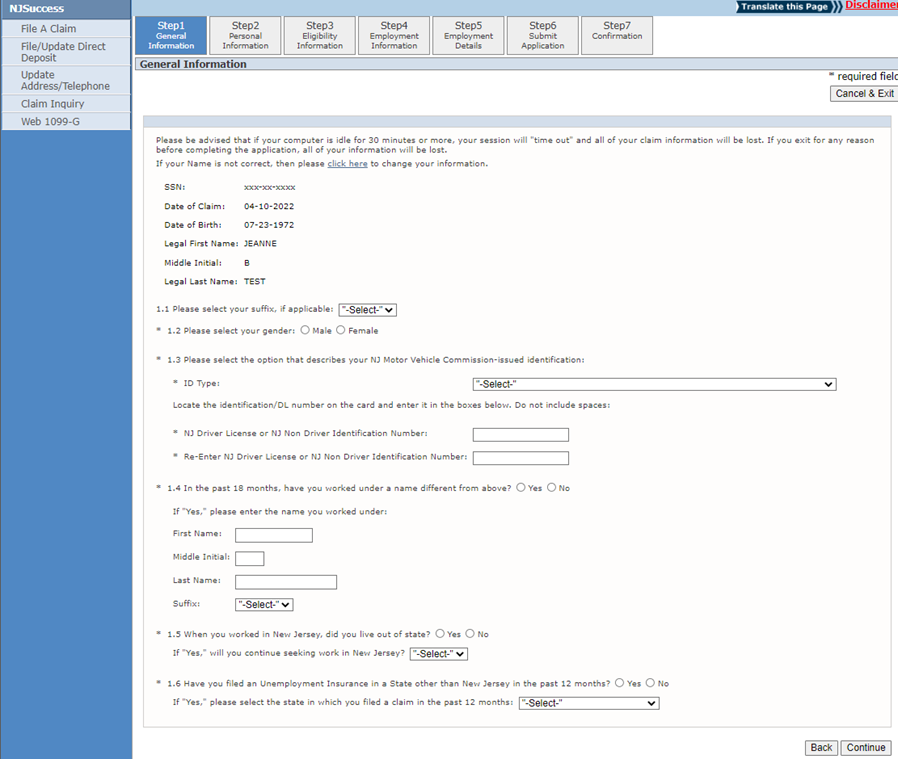 NJSuccess
File A Claim
File/Update Direct
Deposit
Update
Address/Telephone
Claim Inquiry
Web 1099-G
Translate this Page
Disclaimer
Step1
General
Information
Step2
Personal
Information
Step3
Eligibility
Information
Step4
Employment
Information
Step5
Employment
Details
Step6
Submit
Application
Step7
Confirmation
General Information
* required field
Cancel & Exit
Please be advised that if your computer is idle for 30 minutes or more, your session will "time out" and all of your claim information will be lost. If you exit for any reason
before completing the application, all of your information will be lost.
If your Name is not correct, then please click here to change your information.
SSN: xxx-xx-xxxx
Date of Claim: 04-10-2022
Date of Birth: 07-23-1972
Legal First Name: JEANNE
Middle Initial: B
Legal Last Name: TEST
1.1 Please select your suffix, if applicable: "-Select-"
* 1.2 Please select your gender: Male Female
* 1.3 Please select the option that describes your NJ Motor Vehicle Commission-issued identification:
* ID Type: "-Select-"
Locate the identification/DL number on the card and enter it in the boxes below. Do not include spaces:
* NJ Driver License or NJ Non Driver Identification Number:
* Re-Enter NJ Driver License or NJ Non Driver Identification Number:
* 1.4 In the past 18 months, have you worked under a name different from above? Yes No
If "Yes," please enter the name you worked under:
First Name:
Middle Initial:
Last Name:
Suffix: "-Select-"
* 1.5 When you worked in New Jersey, did you live out of state? Yes No
If "Yes," will you continue seeking work in New Jersey? "-Select-"
* 1.6 Have you filed an Unemployment Insurance in a State other than New Jersey in the past 12 months? Yes No
If "Yes," please select the state in which you filed a claim in the past 12 months: "-Select-"
Back Continue